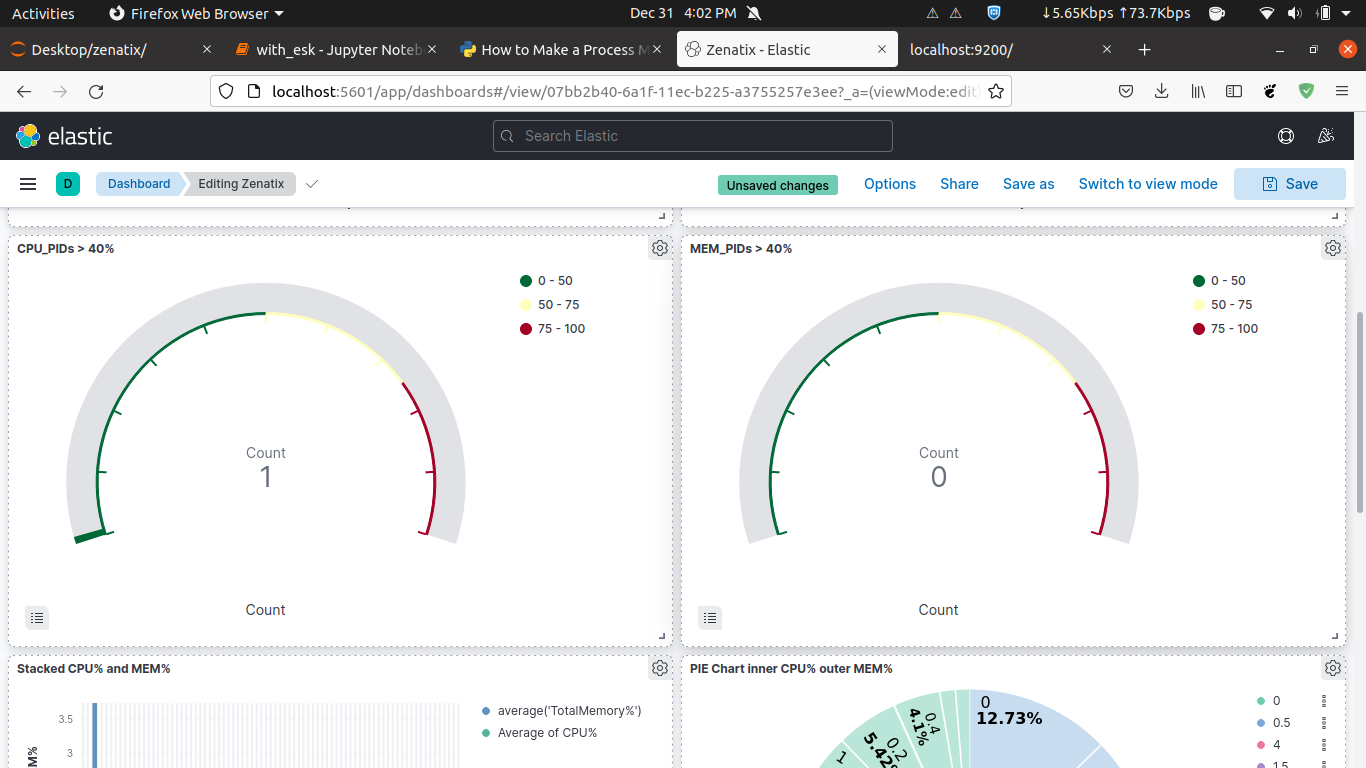 Activities Firefox Web Browser Dec 31 4:02 PM ↓5.65Kbps ↑73.7Kbps
Desktop/zenatix/ with_esk - Jupyter Noteb How to Make a Process M Zenatix - Elastic localhost:9200/
localhost:5601/app/dashboards#/view/07bb2b40-6a1f-11ec-b225-a3755257e3ee?_a=(viewMode:edit
elastic Search Elastic
D Dashboard Editing Zenatix Unsaved changes Options Share Save as Switch to view mode Save
CPU_PIDs > 40%
0 - 50
50 - 75
75 - 100
Count
1
Count
MEM_PIDs > 40%
0 - 50
50 - 75
75 - 100
Count
0
Count
Stacked CPU% and MEM%
3.5
3
M%
average('TotalMemory%')
Average of CPU%
PIE Chart inner CPU% outer MEM%
0
12.73%
0.4
4.1%
0.2
1
0
0.5
4
1.5